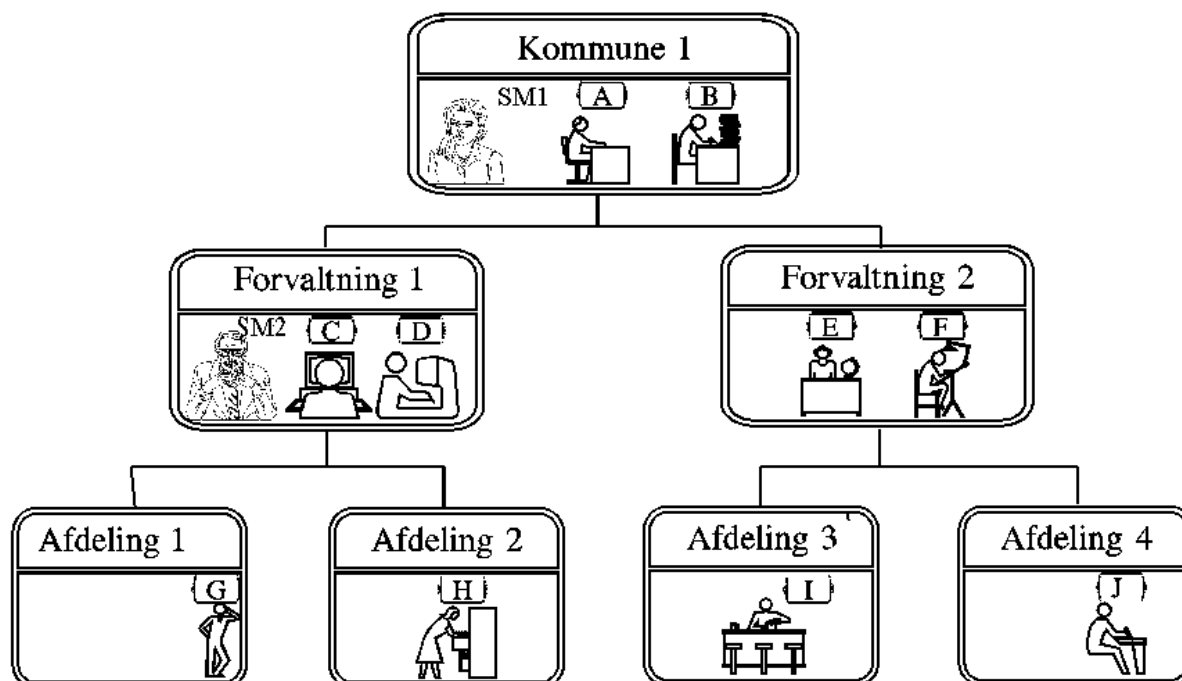 Kommune 1
SM1 A B
Forvaltning 1
SM2 C D
Forvaltning 2
E F
Afdeling 1
G
Afdeling 2
H
Afdeling 3
I
Afdeling 4
J